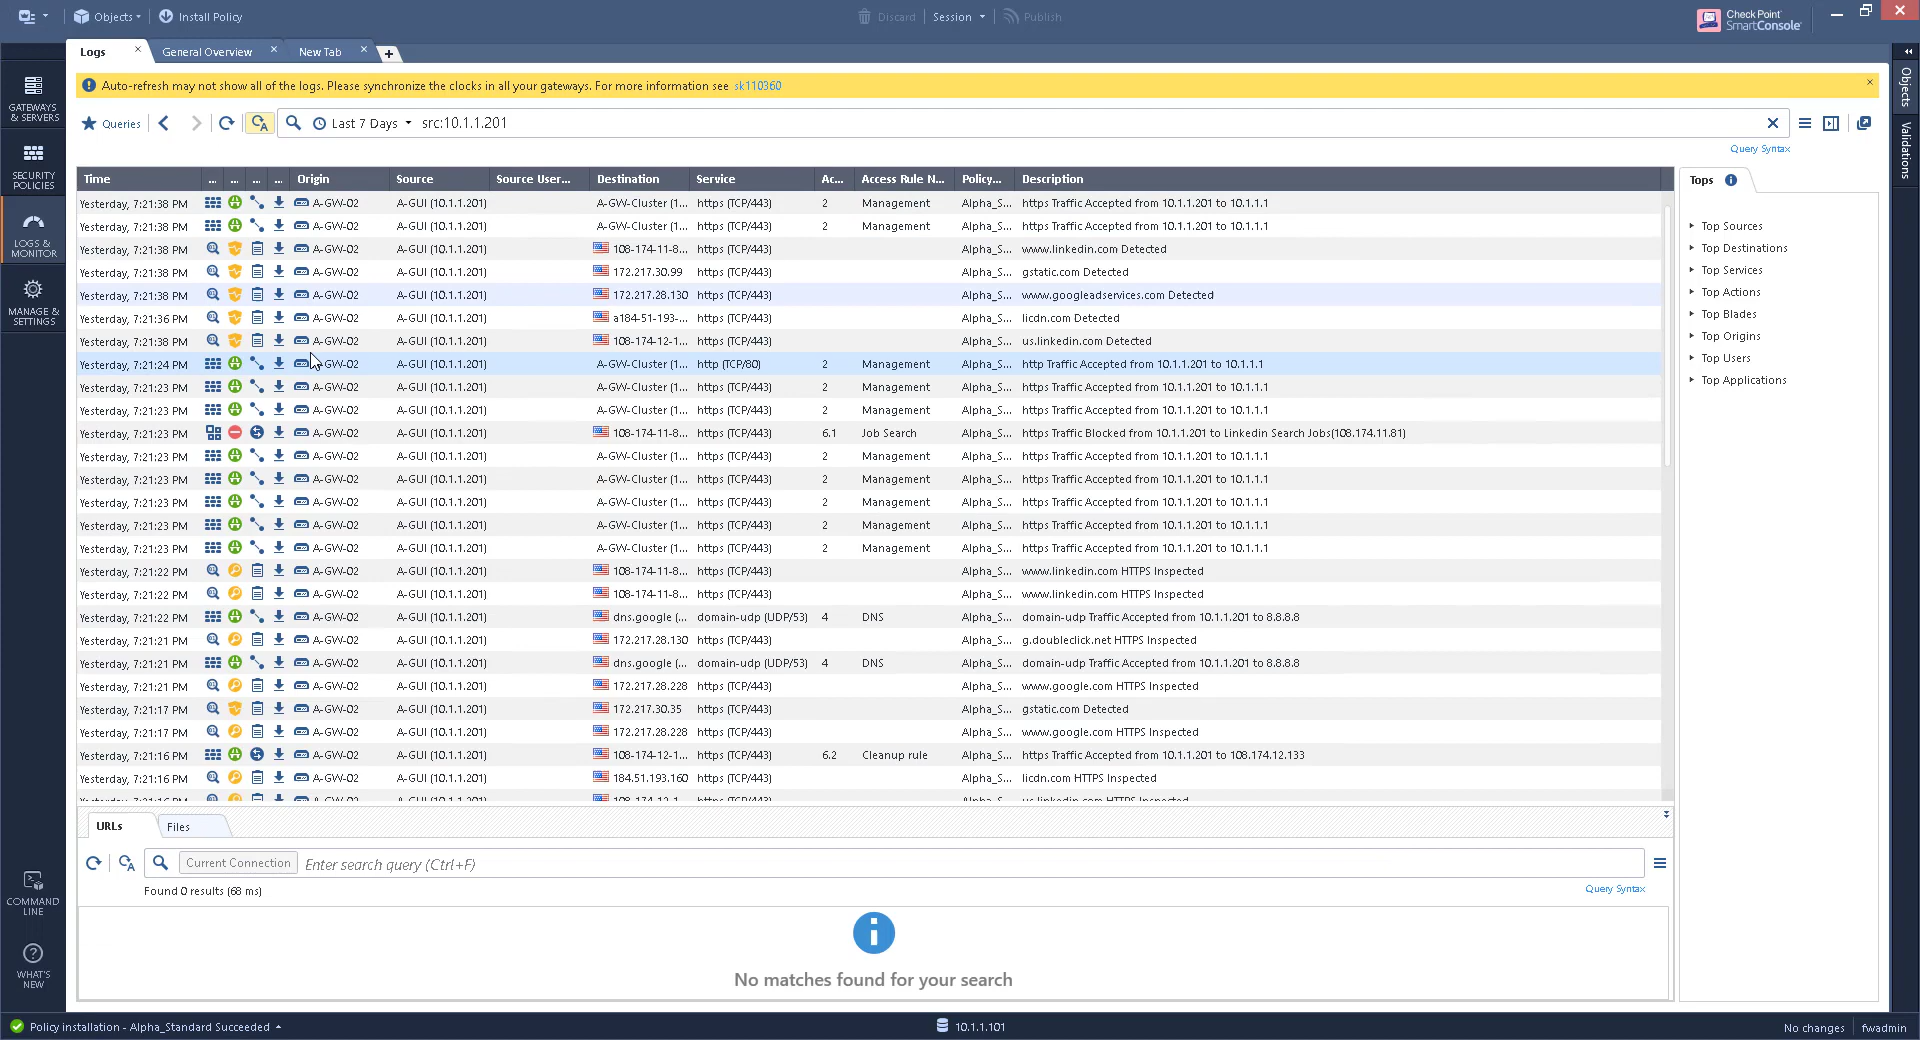 Objects
Install Policy
Discard
Session
Publish
Check Point
SmartConsole
Logs
General Overview
New Tab
Auto-refresh may not show all of the logs. Please synchronize the clocks in all your gateways. For more information see sk110360
Queries
Last 7 Days
src:10.1.1.201
Query Syntax
GATEWAYS
& SERVERS
SECURITY
POLICIES
LOGS &
MONITOR
MANAGE &
SETTINGS
COMMAND
LINE
WHAT'S
NEW
Objects
Validations
Time ... ... ... ... Origin Source Source User... Destination Service Ac... Access Rule N... Policy... Description
Yesterday, 7:21:38 PM A-GW-02 A-GUI (10.1.1.201) A-GW-Cluster (1... https (TCP/443) 2 Management Alpha_S... https Traffic Accepted from 10.1.1.201 to 10.1.1.1
Yesterday, 7:21:38 PM A-GW-02 A-GUI (10.1.1.201) A-GW-Cluster (1... https (TCP/443) 2 Management Alpha_S... https Traffic Accepted from 10.1.1.201 to 10.1.1.1
Yesterday, 7:21:38 PM A-GW-02 A-GUI (10.1.1.201) 108-174-11-8... https (TCP/443) Alpha_S... www.linkedin.com Detected
Yesterday, 7:21:38 PM A-GW-02 A-GUI (10.1.1.201) 172.217.30.99 https (TCP/443) Alpha_S... gstatic.com Detected
Yesterday, 7:21:38 PM A-GW-02 A-GUI (10.1.1.201) 172.217.28.130 https (TCP/443) Alpha_S... www.googleadservices.com Detected
Yesterday, 7:21:36 PM A-GW-02 A-GUI (10.1.1.201) a184-51-193-... https (TCP/443) Alpha_S... licdn.com Detected
Yesterday, 7:21:38 PM A-GW-02 A-GUI (10.1.1.201) 108-174-12-1... https (TCP/443) Alpha_S... us.linkedin.com Detected
Yesterday, 7:21:24 PM A-GW-02 A-GUI (10.1.1.201) A-GW-Cluster (1... http (TCP/80) 2 Management Alpha_S... http Traffic Accepted from 10.1.1.201 to 10.1.1.1
Yesterday, 7:21:23 PM A-GW-02 A-GUI (10.1.1.201) A-GW-Cluster (1... https (TCP/443) 2 Management Alpha_S... https Traffic Accepted from 10.1.1.201 to 10.1.1.1
Yesterday, 7:21:23 PM A-GW-02 A-GUI (10.1.1.201) A-GW-Cluster (1... https (TCP/443) 2 Management Alpha_S... https Traffic Accepted from 10.1.1.201 to 10.1.1.1
Yesterday, 7:21:23 PM A-GW-02 A-GUI (10.1.1.201) 108-174-11-8... https (TCP/443) 6.1 Job Search Alpha_S... https Traffic Blocked from 10.1.1.201 to Linkedin Search Jobs(108.174.11.81)
Yesterday, 7:21:23 PM A-GW-02 A-GUI (10.1.1.201) A-GW-Cluster (1... https (TCP/443) 2 Management Alpha_S... https Traffic Accepted from 10.1.1.201 to 10.1.1.1
Yesterday, 7:21:23 PM A-GW-02 A-GUI (10.1.1.201) A-GW-Cluster (1... https (TCP/443) 2 Management Alpha_S... https Traffic Accepted from 10.1.1.201 to 10.1.1.1
Yesterday, 7:21:23 PM A-GW-02 A-GUI (10.1.1.201) A-GW-Cluster (1... https (TCP/443) 2 Management Alpha_S... https Traffic Accepted from 10.1.1.201 to 10.1.1.1
Yesterday, 7:21:23 PM A-GW-02 A-GUI (10.1.1.201) A-GW-Cluster (1... https (TCP/443) 2 Management Alpha_S... https Traffic Accepted from 10.1.1.201 to 10.1.1.1
Yesterday, 7:21:23 PM A-GW-02 A-GUI (10.1.1.201) A-GW-Cluster (1... https (TCP/443) 2 Management Alpha_S... https Traffic Accepted from 10.1.1.201 to 10.1.1.1
Yesterday, 7:21:22 PM A-GW-02 A-GUI (10.1.1.201) 108-174-11-8... https (TCP/443) Alpha_S... www.linkedin.com HTTPS Inspected
Yesterday, 7:21:22 PM A-GW-02 A-GUI (10.1.1.201) 108-174-11-8... https (TCP/443) Alpha_S... www.linkedin.com HTTPS Inspected
Yesterday, 7:21:22 PM A-GW-02 A-GUI (10.1.1.201) dns.google (... domain-udp (UDP/53) 4 DNS Alpha_S... domain-udp Traffic Accepted from 10.1.1.201 to 8.8.8.8
Yesterday, 7:21:21 PM A-GW-02 A-GUI (10.1.1.201) 172.217.28.130 https (TCP/443) Alpha_S... g.doubleclick.net HTTPS Inspected
Yesterday, 7:21:21 PM A-GW-02 A-GUI (10.1.1.201) dns.google (... domain-udp (UDP/53) 4 DNS Alpha_S... domain-udp Traffic Accepted from 10.1.1.201 to 8.8.8.8
Yesterday, 7:21:21 PM A-GW-02 A-GUI (10.1.1.201) 172.217.28.228 https (TCP/443) Alpha_S... www.google.com HTTPS Inspected
Yesterday, 7:21:17 PM A-GW-02 A-GUI (10.1.1.201) 172.217.30.35 https (TCP/443) Alpha_S... gstatic.com Detected
Yesterday, 7:21:17 PM A-GW-02 A-GUI (10.1.1.201) 172.217.28.228 https (TCP/443) Alpha_S... www.google.com HTTPS Inspected
Yesterday, 7:21:16 PM A-GW-02 A-GUI (10.1.1.201) 108-174-12-1... https (TCP/443) 6.2 Cleanup rule Alpha_S... https Traffic Accepted from 10.1.1.201 to 108.174.12.133
Yesterday, 7:21:16 PM A-GW-02 A-GUI (10.1.1.201) 184.51.193.160 https (TCP/443) Alpha_S... licdn.com HTTPS Inspected
Tops
Top Sources
Top Destinations
Top Services
Top Actions
Top Blades
Top Origins
Top Users
Top Applications
URLs
Files
Current Connection
Enter search query (Ctrl+F)
Found 0 results (68 ms)
Query Syntax
No matches found for your search
Policy installation - Alpha_Standard Succeeded
10.1.1.101
No changes
fwadmin